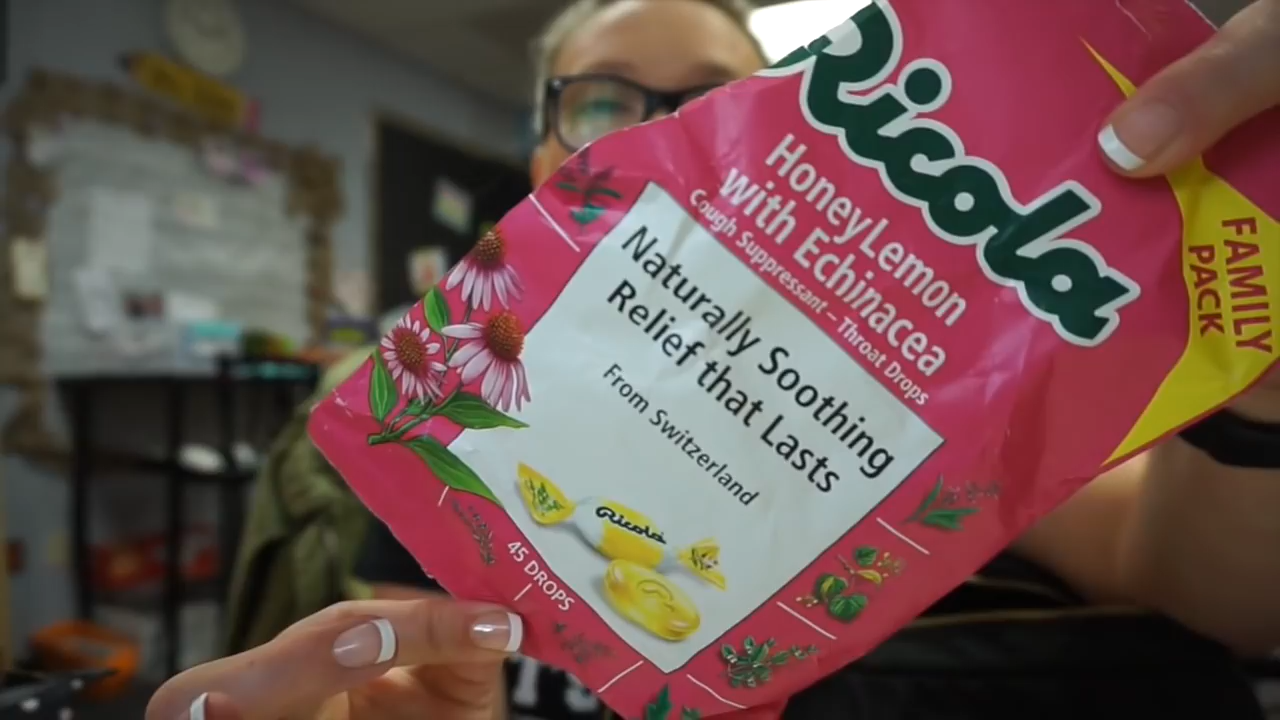 Ricola
HoneyLemon
with Echinacea
Cough Suppressant – Throat Drops
FAMILY
PACK
Naturally Soothing
Relief that Lasts
From Switzerland
Ricola
45 DROPS